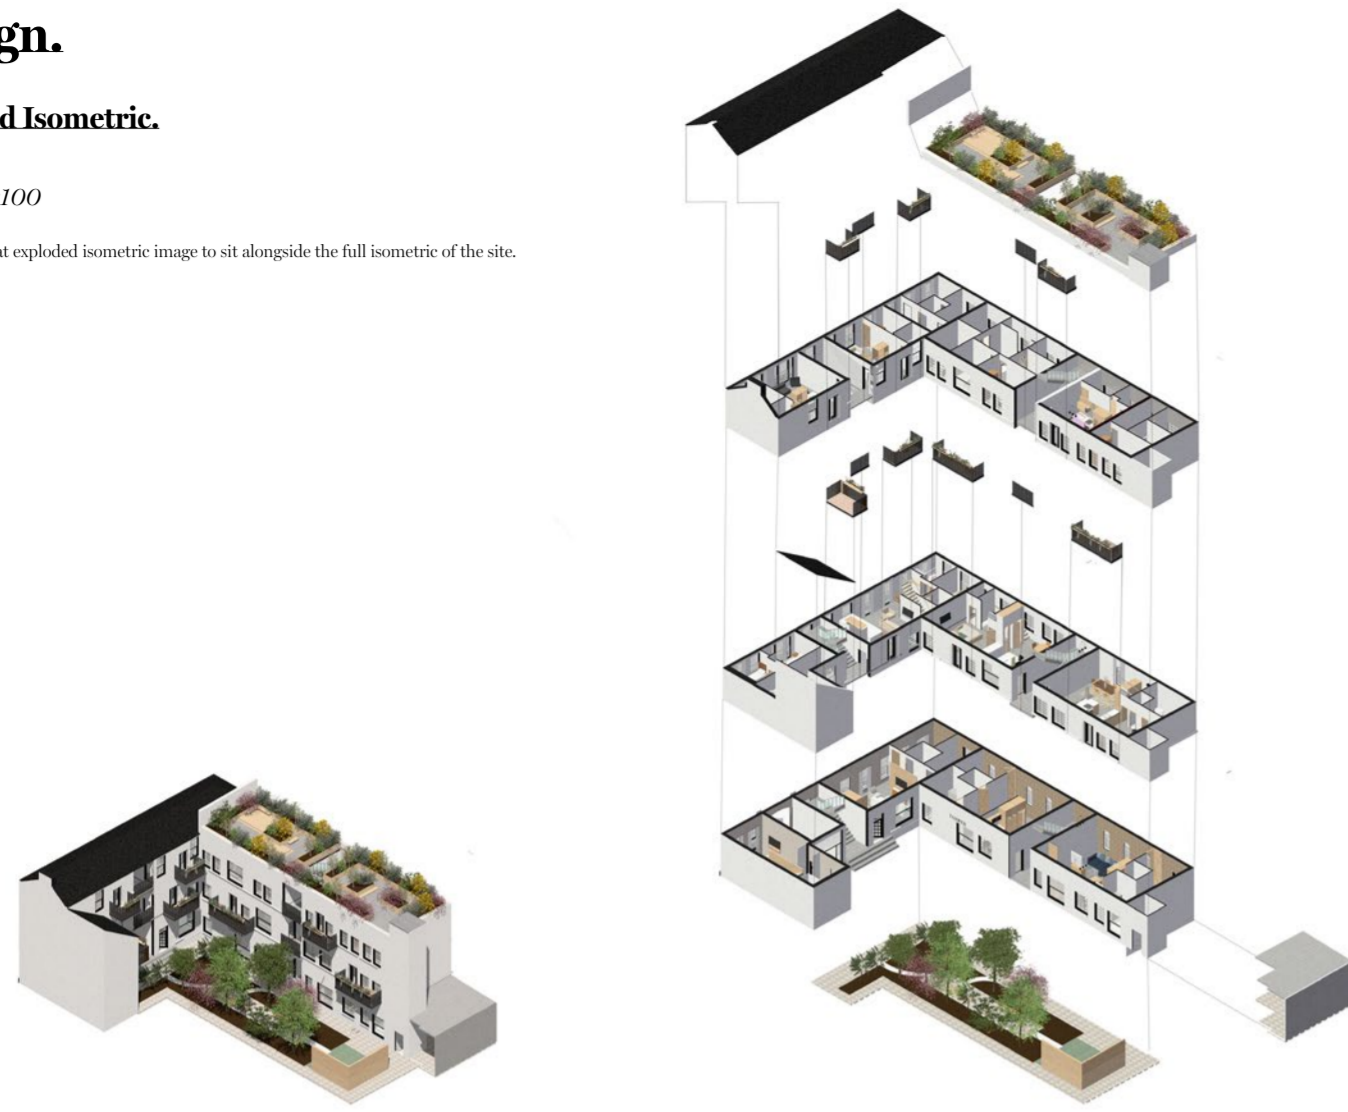 gn.
d Isometric.
100
at exploded isometric image to sit alongside the full isometric of the site.